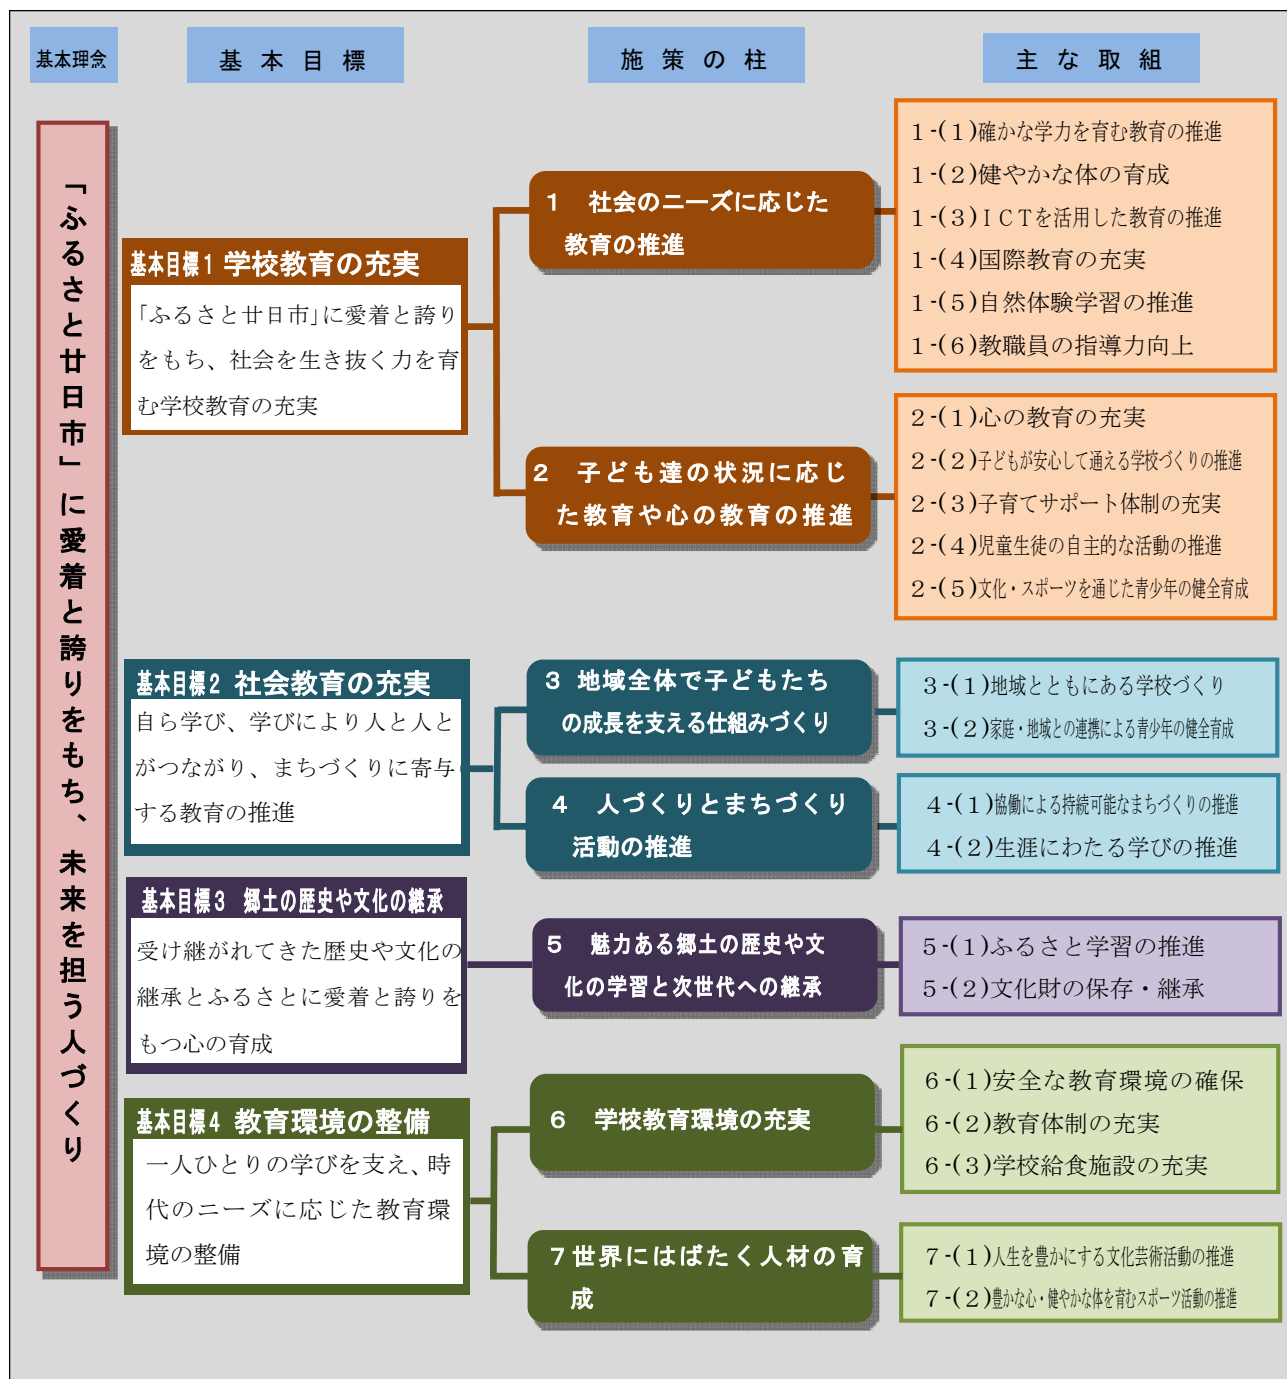 基本理念
基本目標
施策の柱
主な取組
「ふるさと廿日市」に愛着と誇りをもち、未来を担う人づくり
基本目標1 学校教育の充実
「ふるさと廿日市」に愛着と誇り
をもち、社会を生き抜く力を育
む学校教育の充実
1 社会のニーズに応じた
教育の推進
1-(1)確かな学力を育む教育の推進
1-(2)健やかな体の育成
1-(3)ICTを活用した教育の推進
1-(4)国際教育の充実
1-(5)自然体験学習の推進
1-(6)教職員の指導力向上
2 子ども達の状況に応じ
た教育や心の教育の推進
2-(1)心の教育の充実
2-(2)子どもが安心して通える学校づくりの推進
2-(3)子育てサポート体制の充実
2-(4)児童生徒の自主的な活動の推進
2-(5)文化・スポーツを通じた青少年の健全育成
基本目標2 社会教育の充実
自ら学び、学びにより人と人と
がつながり、まちづくりに寄与
する教育の推進
3 地域全体で子どもたち
の成長を支える仕組みづくり
3-(1)地域とともにある学校づくり
3-(2)家庭・地域との連携による青少年の健全育成
4 人づくりとまちづくり
活動の推進
4-(1)協働による持続可能なまちづくりの推進
4-(2)生涯にわたる学びの推進
基本目標3 郷土の歴史や文化の継承
受け継がれてきた歴史や文化の
継承とふるさとに愛着と誇りを
もつ心の育成
5 魅力ある郷土の歴史や文
化の学習と次世代への継承
5-(1)ふるさと学習の推進
5-(2)文化財の保存・継承
基本目標4 教育環境の整備
一人ひとりの学びを支え、時
代のニーズに応じた教育環
境の整備
6 学校教育環境の充実
6-(1)安全な教育環境の確保
6-(2)教育体制の充実
6-(3)学校給食施設の充実
7 世界にはばたく人材の育
成
7-(1)人生を豊かにする文化芸術活動の推進
7-(2)豊かな心・健やかな体を育むスポーツ活動の推進